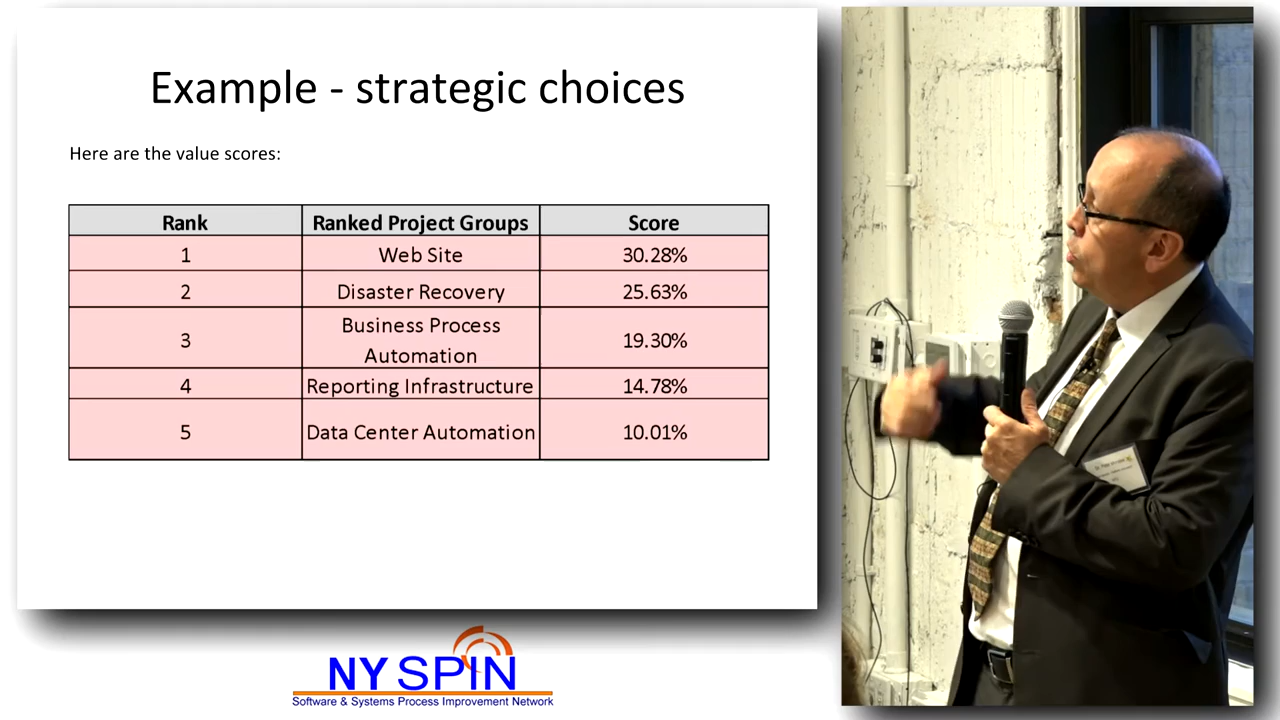 Example - strategic choices
Here are the value scores:
Rank Ranked Project Groups Score
1 Web Site 30.28%
2 Disaster Recovery 25.63%
3 Business Process Automation 19.30%
4 Reporting Infrastructure 14.78%
5 Data Center Automation 10.01%
NY SPIN
Software & Systems Process Improvement Network